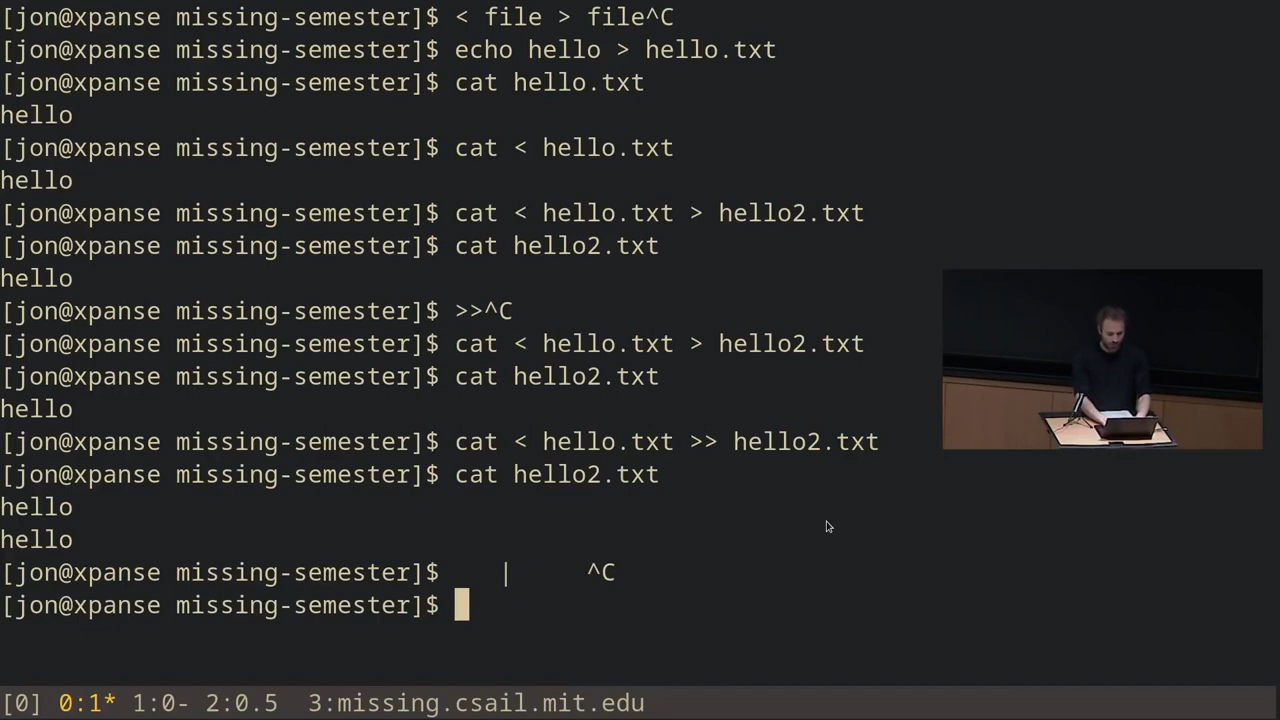 [jon@xpanse missing-semester]$ < file > file^C
[jon@xpanse missing-semester]$ echo hello > hello.txt
[jon@xpanse missing-semester]$ cat hello.txt
hello
[jon@xpanse missing-semester]$ cat < hello.txt
hello
[jon@xpanse missing-semester]$ cat < hello.txt > hello2.txt
[jon@xpanse missing-semester]$ cat hello2.txt
hello
[jon@xpanse missing-semester]$ >>^C
[jon@xpanse missing-semester]$ cat < hello.txt > hello2.txt
[jon@xpanse missing-semester]$ cat hello2.txt
hello
[jon@xpanse missing-semester]$ cat < hello.txt >> hello2.txt
[jon@xpanse missing-semester]$ cat hello2.txt
hello
hello
[jon@xpanse missing-semester]$    |     ^C
[jon@xpanse missing-semester]$
[0] 0:1* 1:0- 2:0.5  3:missing.csail.mit.edu